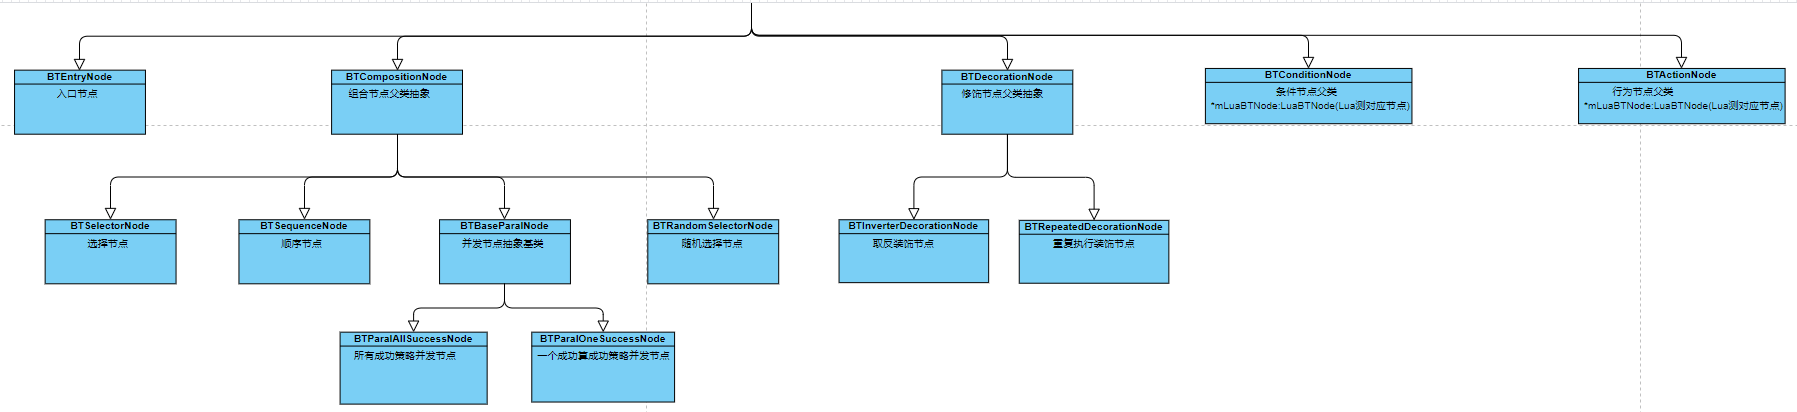 BTEntryNode
入口节点
BTCompositionNode
组合节点父类抽象
BTDecorationNode
修饰节点父类抽象
BTConditionNode
条件节点父类
*mLuaBTNode:LuaBTNode(Lua测对应节点)
BTActionNode
行为节点父类
*mLuaBTNode:LuaBTNode(Lua测对应节点)
BTSelectorNode
选择节点
BTSequenceNode
顺序节点
BTBaseParalNode
并发节点抽象基类
BTRandomSelectorNode
随机选择节点
BTInverterDecorationNode
取反装饰节点
BTRepeatedDecorationNode
重复执行装饰节点
BTParalAllSuccessNode
所有成功策略并发节点
BTParalOneSuccessNode
一个成功算成功策略并发节点